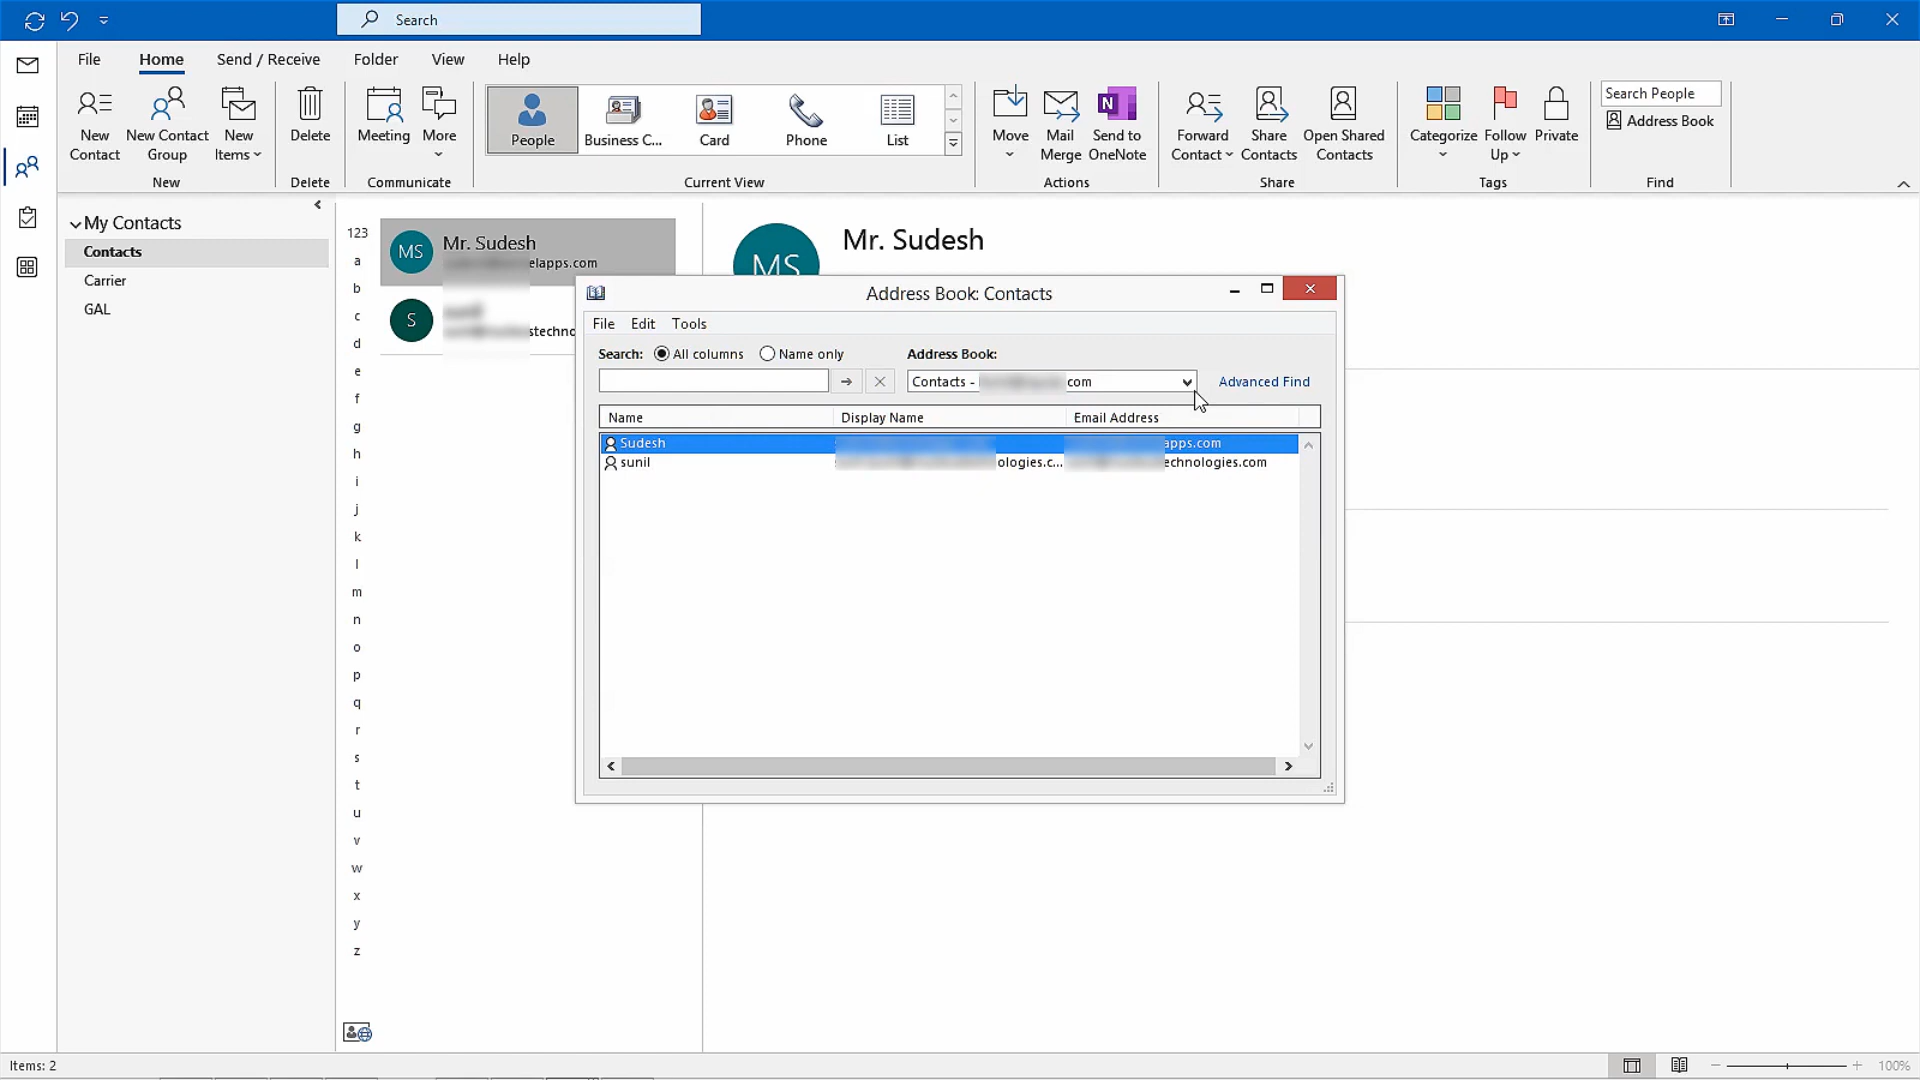 Search
File Home Send / Receive Folder View Help
New Contact
New Contact Group
New Items
New
Delete
Delete
Meeting
More
Communicate
People
Business C...
Card
Phone
List
Current View
Move
Mail Merge
Send to OneNote
Actions
Forward Contact
Share Contacts
Open Shared Contacts
Share
Categorize
Follow Up
Private
Tags
Search People
Address Book
Find
My Contacts
Contacts
Carrier
GAL
123
a
b
c
d
e
f
g
h
i
j
k
l
m
n
o
p
q
r
s
t
u
v
w
x
y
z
MS
Mr. Sudesh
elapps.com
S
stechno
MS
Mr. Sudesh
Address Book: Contacts
File Edit Tools
Search: All columns Name only Address Book:
Contacts - com Advanced Find
Name Display Name Email Address
Sudesh apps.com
sunil ologies.c... echnologies.com
Items: 2
100%